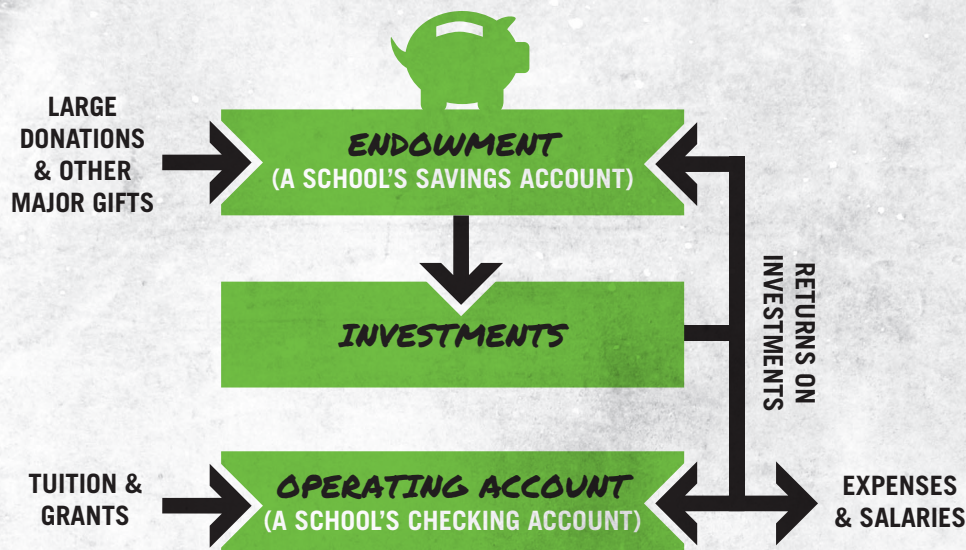 LARGE
DONATIONS
& OTHER
MAJOR GIFTS
ENDOWMENT
(A SCHOOL'S SAVINGS ACCOUNT)
RETURNS ON
INVESTMENTS
INVESTMENTS
TUITION &
GRANTS
OPERATING ACCOUNT
(A SCHOOL'S CHECKING ACCOUNT)
EXPENSES
& SALARIES